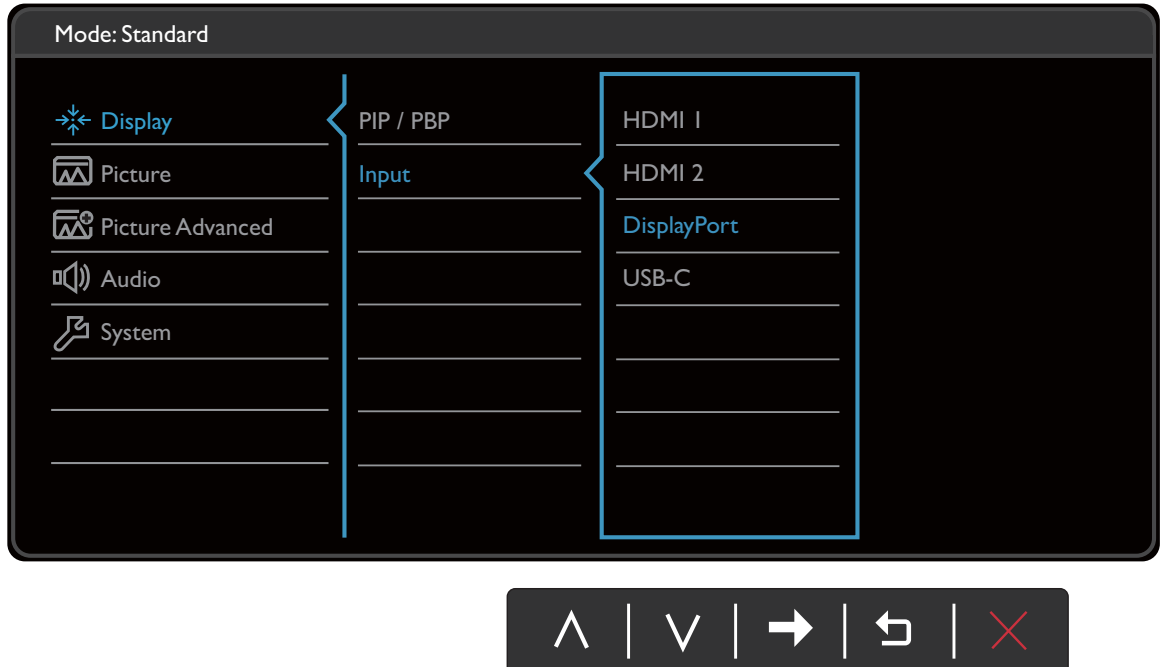 Mode: Standard
Display
Picture
Picture Advanced
Audio
System
PIP / PBP
Input
HDMI 1
HDMI 2
DisplayPort
USB-C